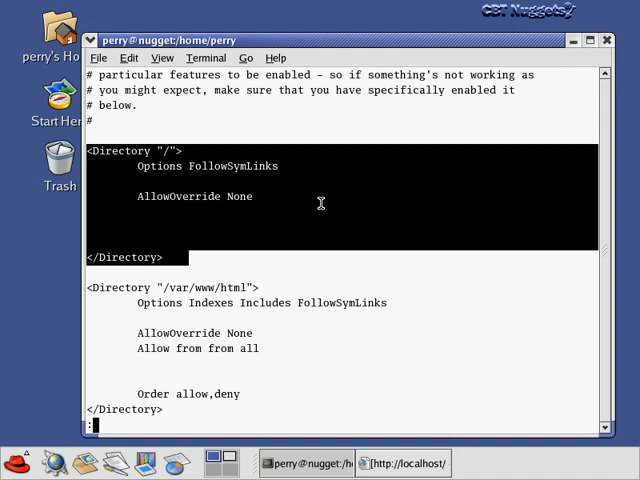 CBT Nuggets
perry's Ho
Start Her
Trash
perry@nugget:/home/perry
File Edit View Terminal Go Help
# particular features to be enabled - so if something's not working as
# you might expect, make sure that you have specifically enabled it
# below.
#
<Directory "/">
Options FollowSymLinks
AllowOverride None
</Directory>
<Directory "/var/www/html">
Options Indexes Includes FollowSymLinks
AllowOverride None
Allow from from all
Order allow,deny
</Directory>
:
perry@nugget:/h
[http://localhost/